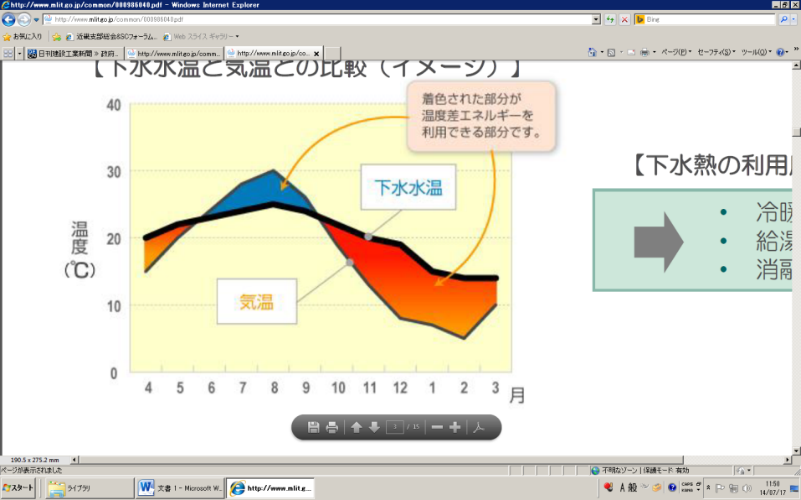 http://www.mlit.go.jp/common/000986040.pdf - Windows Internet Explorer
http://www.mlit.go.jp/common/000986040.pdf
Bing
お気に入り
近畿支部総会&SCフォーラム...
Web スライス ギャラリー
日刊建設工業新聞 » 政府...
http://www.mlit.go.jp/comm...
http://www.mlit.go.jp/co...
ページ(P)
セーフティ(S)
ツール(O)
【下水水温と気温との比較（イメージ）】
着色された部分が
温度差エネルギーを
利用できる部分です。
40
30
20
10
0
温度
(℃)
下水水温
気温
4 5 6 7 8 9 10 11 12 1 2 3 月
【下水熱の利用
• 冷暖
• 給湯
• 消融
3 / 15
190.5 x 275.2 mm
ページが表示されました
不明なゾーン | 保護モード: 有効
スタート
ライブラリ
文書 1 - Microsoft W...
http://www.mlit.g...
A 般
CAPS
KANA
11:50
14/07/17